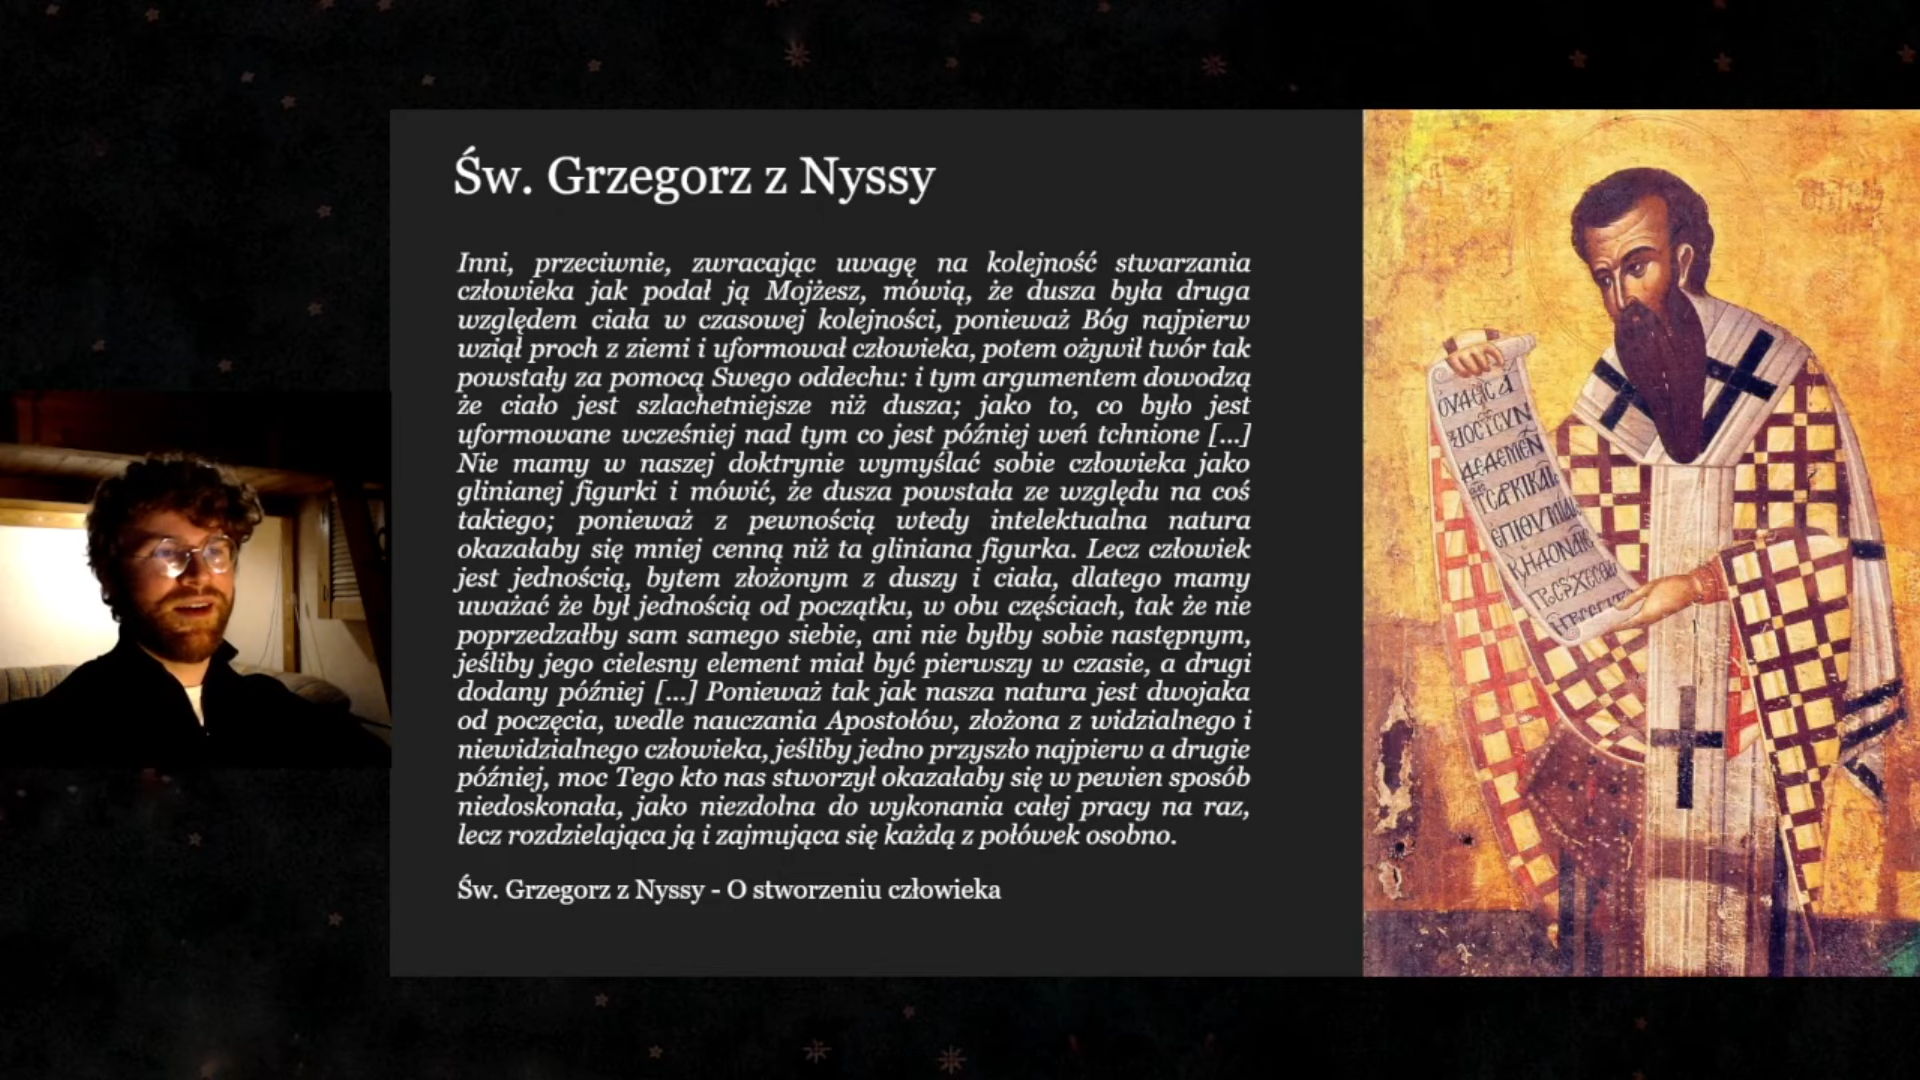 Św. Grzegorz z Nyssy
Inni, przeciwnie, zwracając uwagę na kolejność stwarzania
człowieka jak podał ją Mojżesz, mówią, że dusza była druga
względem ciała w czasowej kolejności, ponieważ Bóg najpierw
wziął proch z ziemi i uformował człowieka, potem ożywił twór tak
powstały za pomocą Swego oddechu: i tym argumentem dowodzą
że ciało jest szlachetniejsze niż dusza; jako to, co było jest
uformowane wcześniej nad tym co jest później weń tchnione [...]
Nie mamy w naszej doktrynie wymyślać sobie człowieka jako
glinianej figurki i mówić, że dusza powstała ze względu na coś
takiego; ponieważ z pewnością wtedy intelektualna natura
okazałaby się mniej cenną niż ta gliniana figurka. Lecz człowiek
jest jednością, bytem złożonym z duszy i ciała, dlatego mamy
uważać że był jednością od początku, w obu częściach, tak że nie
poprzedzałby sam samego siebie, ani nie byłby sobie następnym,
jeśliby jego cielesny element miał być pierwszy w czasie, a drugi
dodany później [...] Ponieważ tak jak nasza natura jest dwojaka
od poczęcia, wedle nauczania Apostołów, złożona z widzialnego i
niewidzialnego człowieka, jeśliby jedno przyszło najpierw a drugie
później, moc Tego kto nas stworzył okazałaby się w pewien sposób
niedoskonała, jako niezdolna do wykonania całej pracy na raz,
lecz rozdzielająca ją i zajmująca się każdą z połówek osobno.
Św. Grzegorz z Nyssy - O stworzeniu człowieka